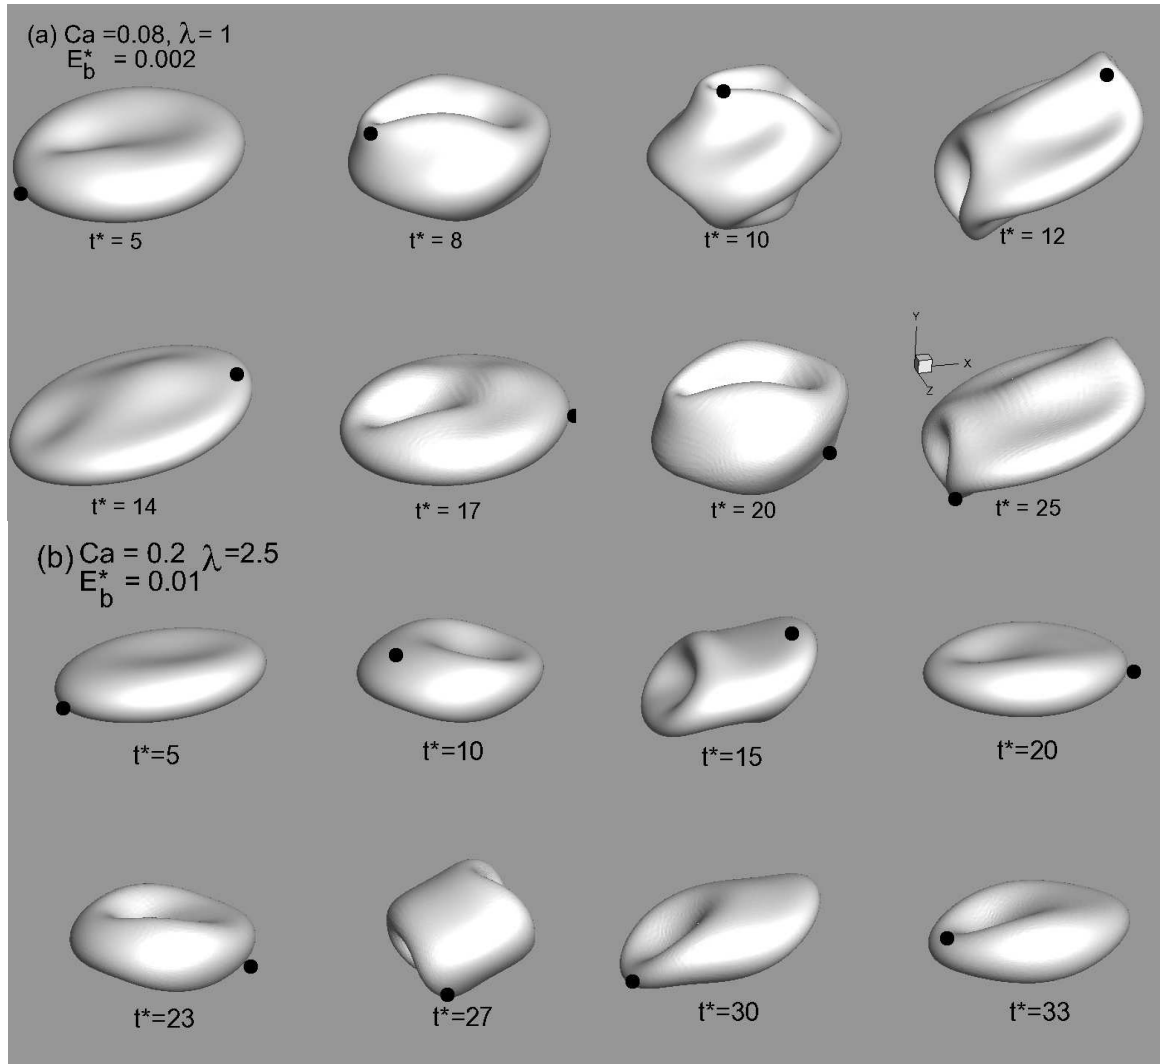 (a) Ca =0.08, λ= 1
E*b = 0.002
t* = 5
t* = 8
t* = 10
t* = 12
Y
X
Z
t* = 14
t* = 17
t* = 20
t* = 25
(b) Ca = 0.2 λ=2.5
E*b = 0.01
t*=5
t*=10
t*=15
t*=20
t*=23
t*=27
t*=30
t*=33